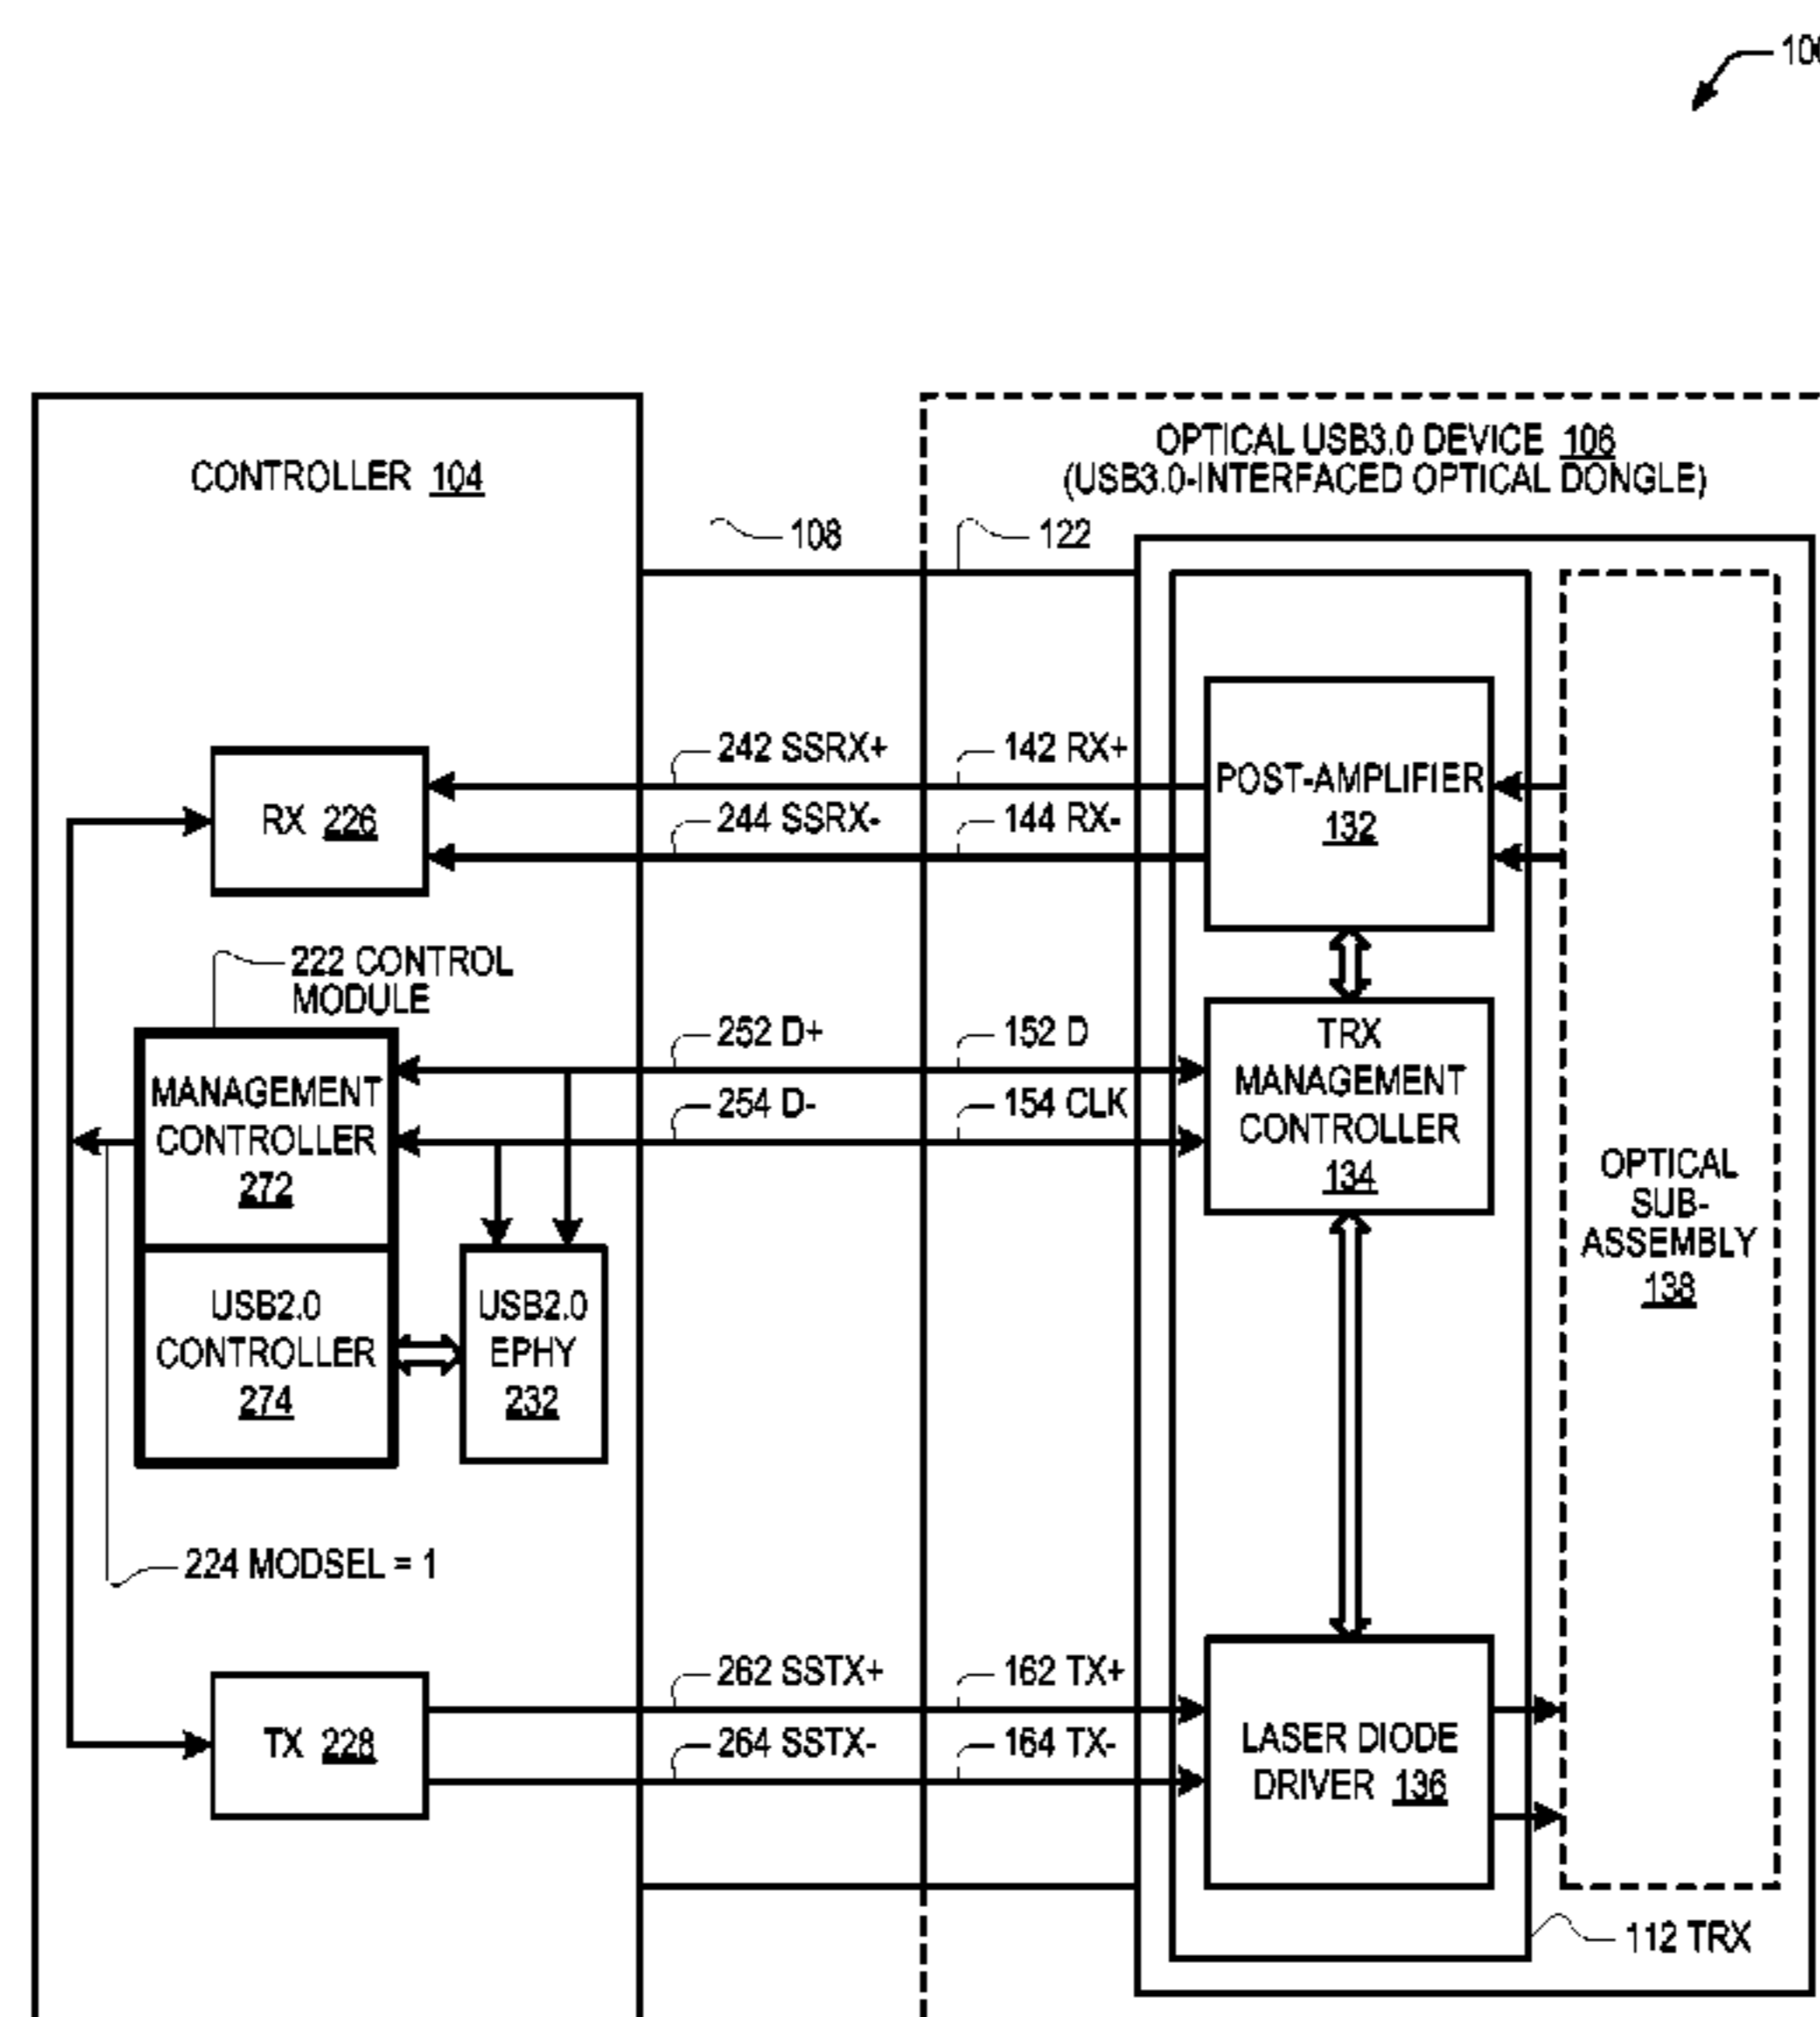 CONTROLLER 104
OPTICAL USB3.0 DEVICE 106
(USB3.0-INTERFACED OPTICAL DONGLE)
108
122
242 SSRX+
142 RX+
POST-AMPLIFIER
132
RX 226
244 SSRX-
144 RX-
222 CONTROL
MODULE
252 D+
152 D
TRX
MANAGEMENT
CONTROLLER
134
MANAGEMENT
CONTROLLER
272
254 D-
154 CLK
OPTICAL
SUB-
ASSEMBLY
138
USB2.0
CONTROLLER
274
USB2.0
EPHY
232
224 MODSEL = 1
262 SSTX+
162 TX+
TX 228
264 SSTX-
164 TX-
LASER DIODE
DRIVER 136
112 TRX